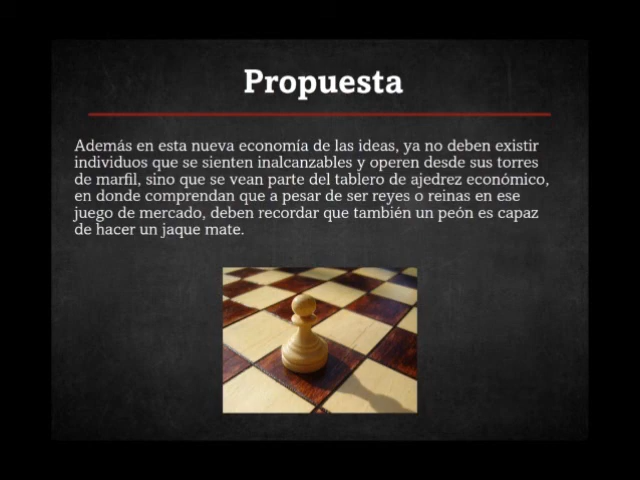 Propuesta
Además en esta nueva economía de las ideas, ya no deben existir
individuos que se sienten inalcanzables y operen desde sus torres
de marfil, sino que se vean parte del tablero de ajedrez económico,
en donde comprendan que a pesar de ser reyes o reinas en ese
juego de mercado, deben recordar que también un peón es capaz
de hacer un jaque mate.